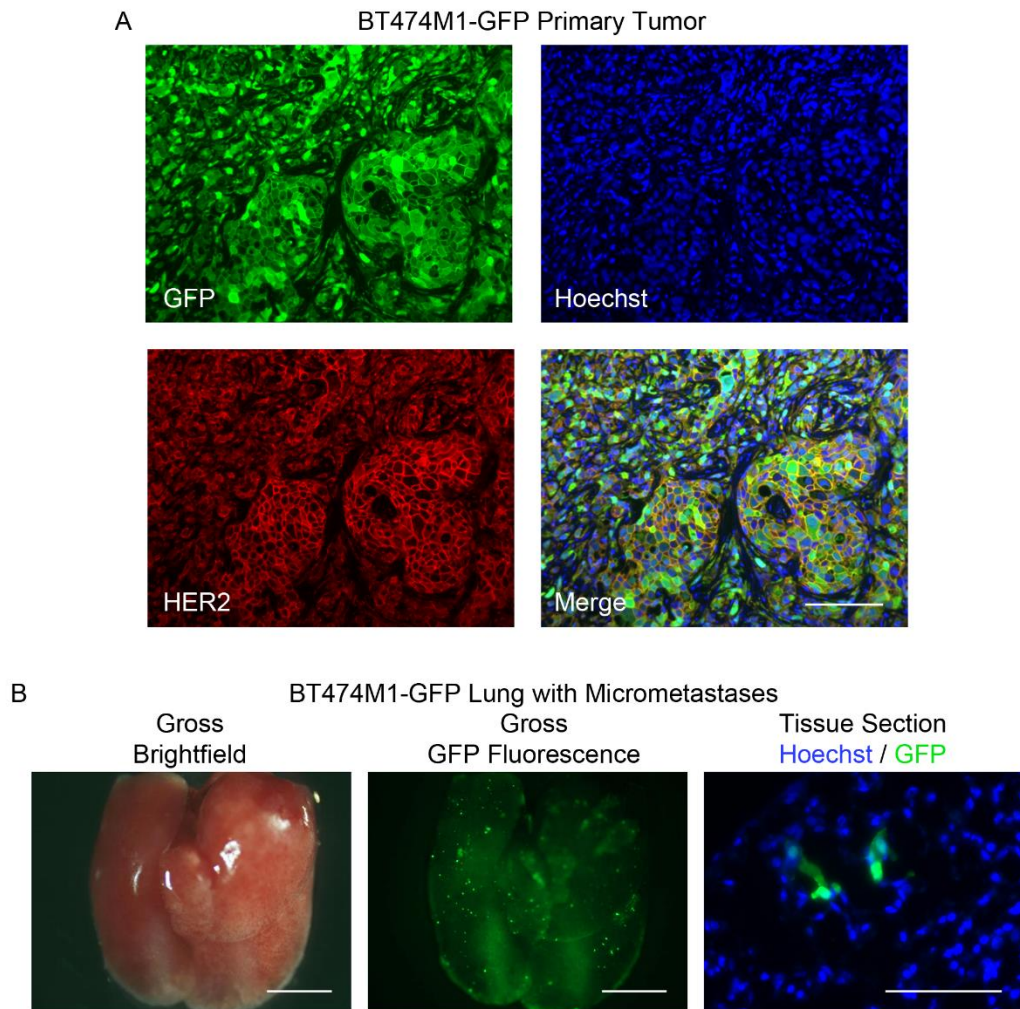 A
BT474M1-GFP Primary Tumor
GFP
Hoechst
HER2
Merge
B
BT474M1-GFP Lung with Micrometastases
Gross
Brightfield
Gross
GFP Fluorescence
Tissue Section
Hoechst / GFP